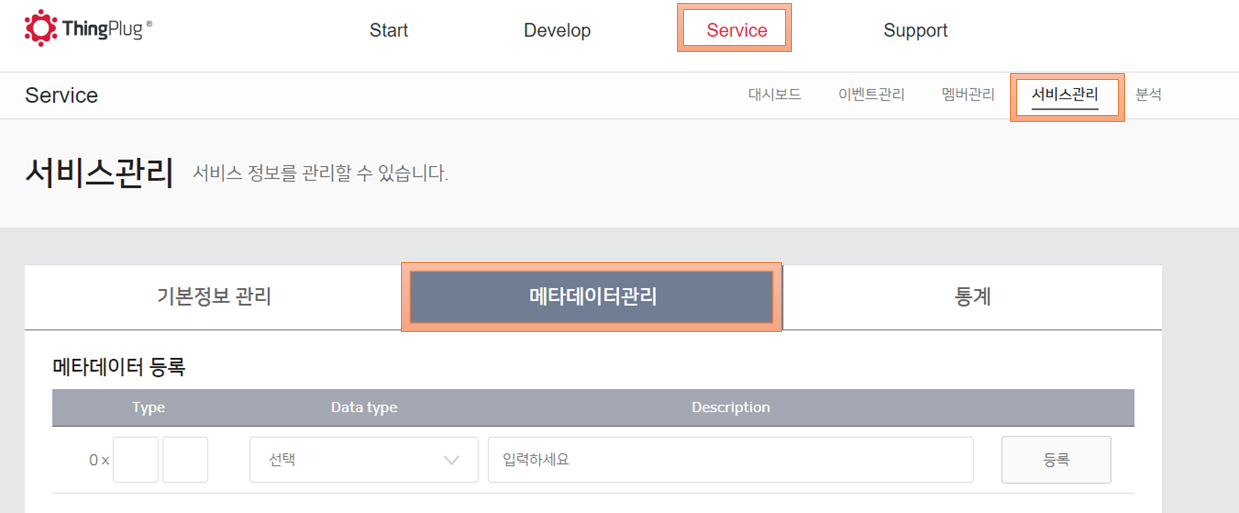 ThingPlug®
Start Develop Service Support
Service 대시보드 이벤트관리 멤버관리 서비스관리 분석
서비스관리 서비스 정보를 관리할 수 있습니다.
기본정보 관리 메타데이터관리 통계
메타데이터 등록
Type Data type Description
0 x 선택 입력하세요 등록